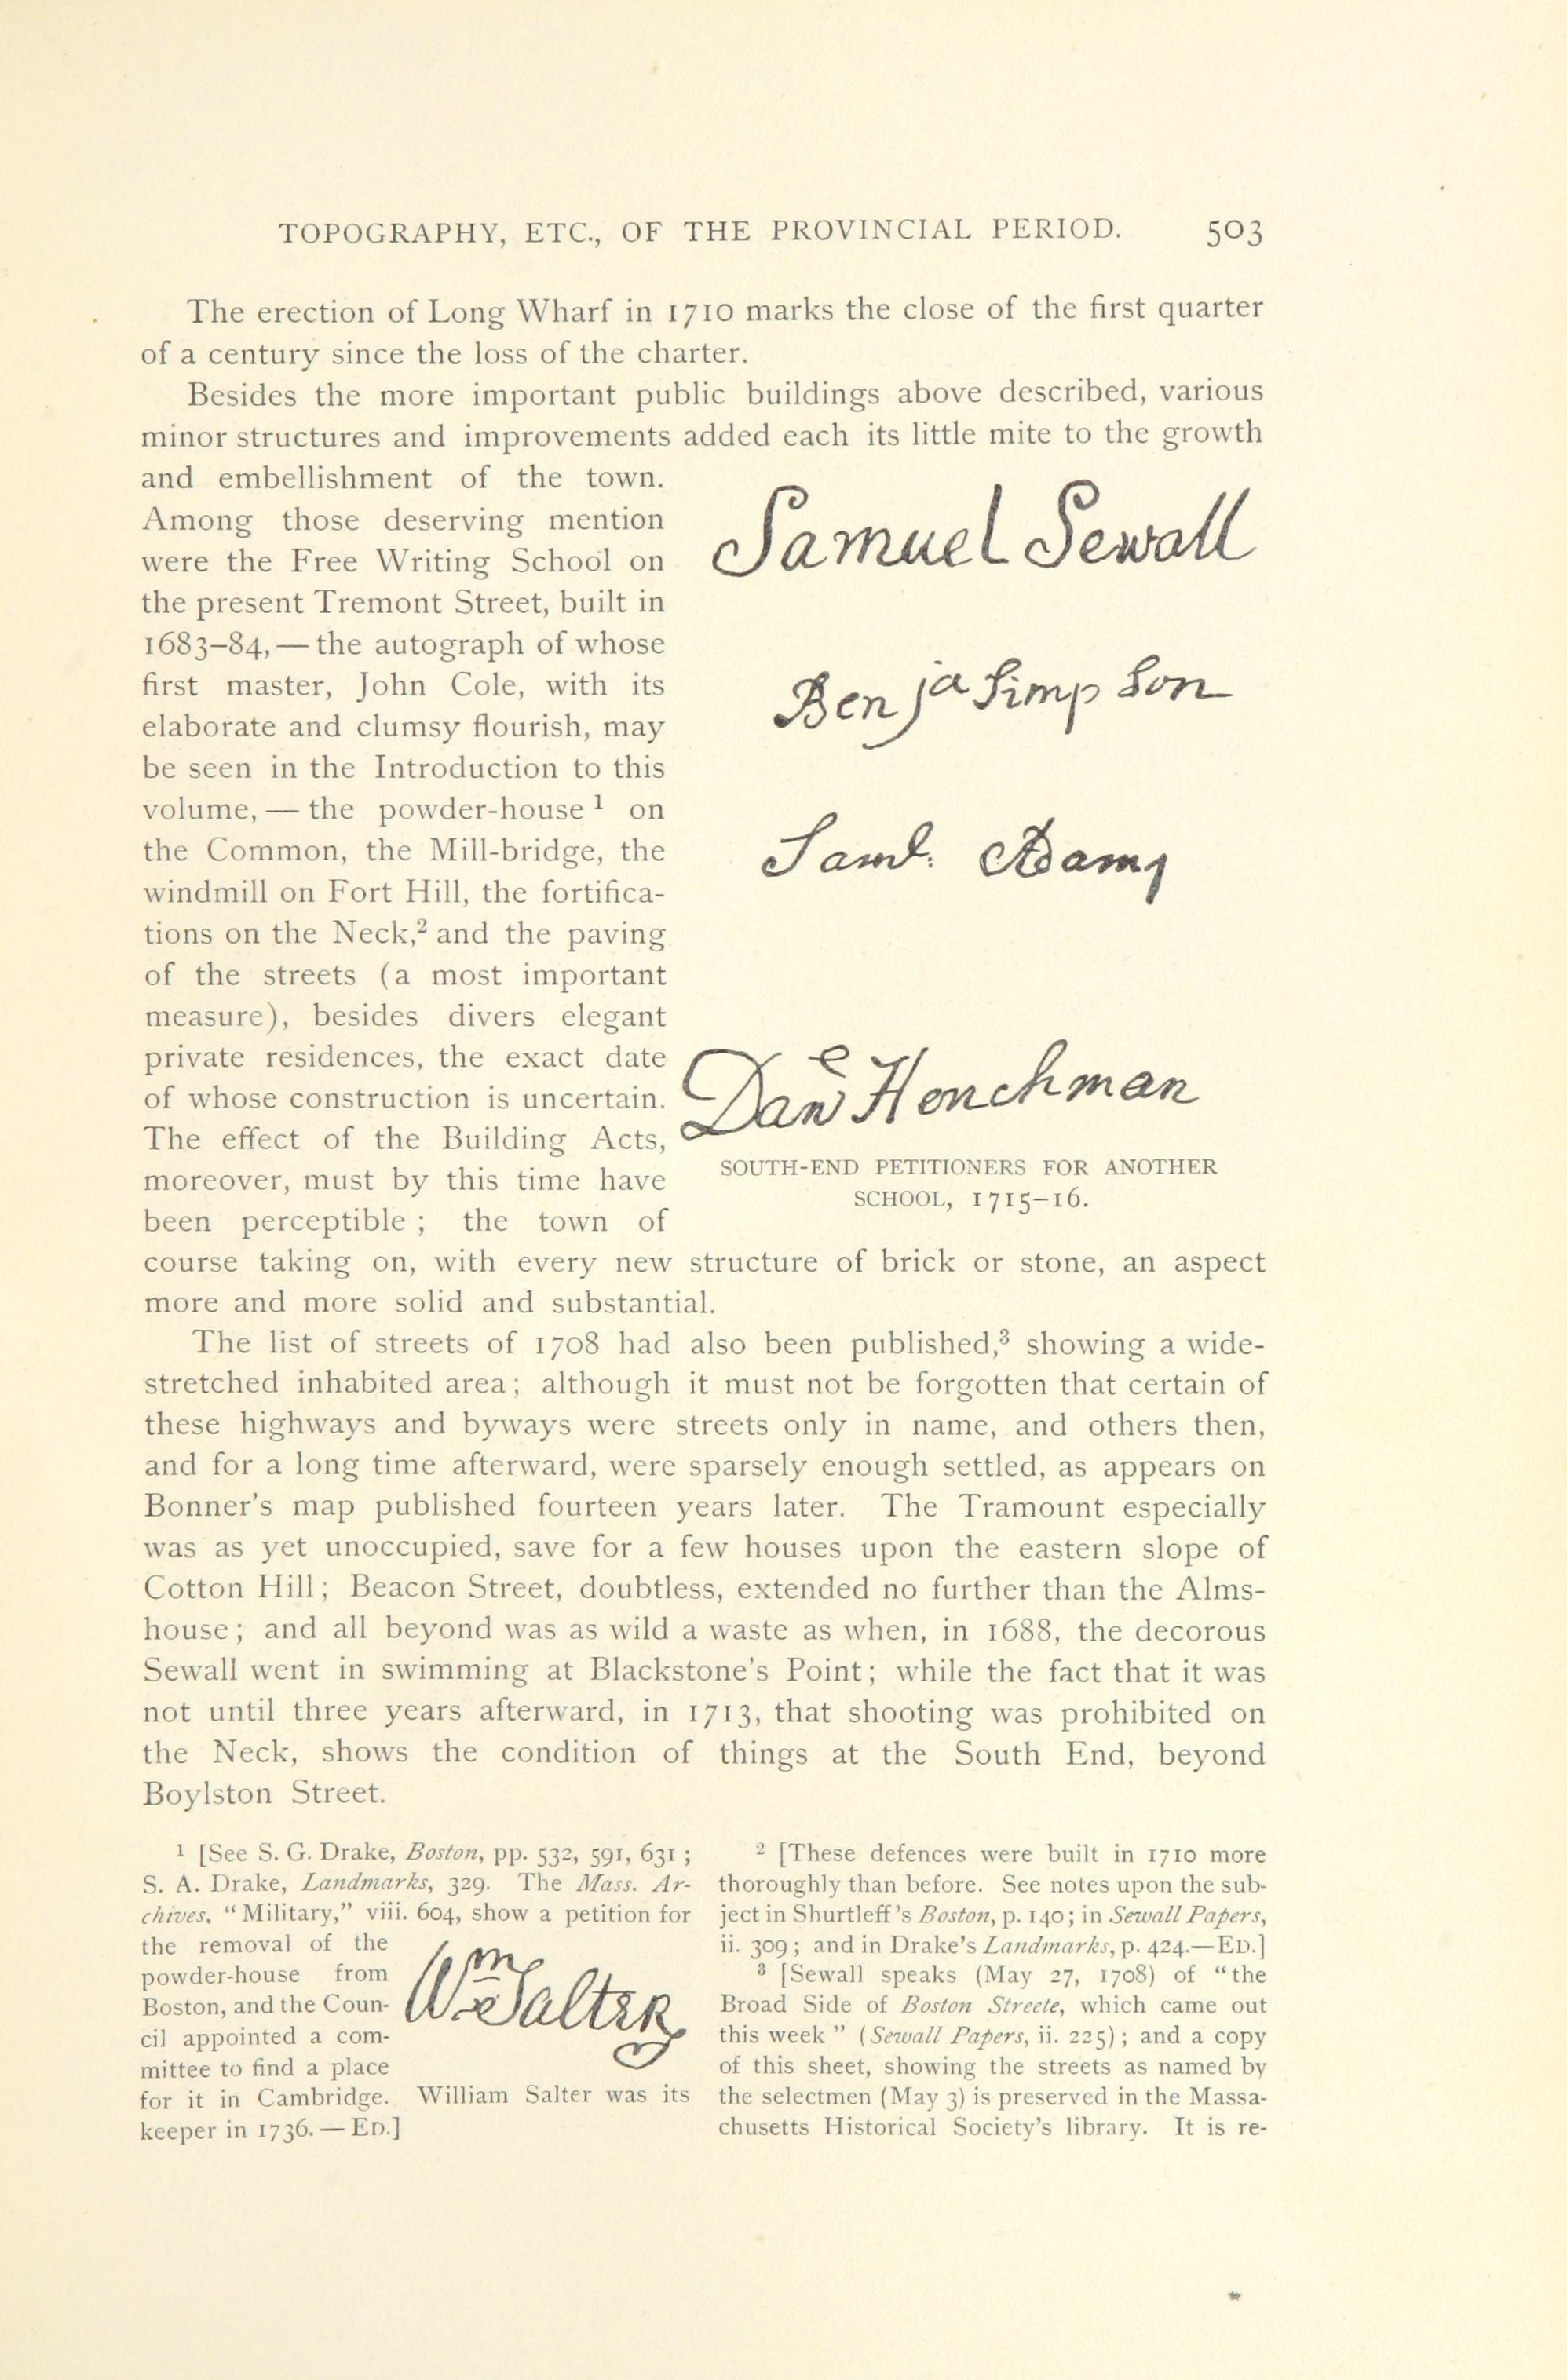 TOPOGRAPHY, ETC., OF THE PROVINCIAL PERIOD. 503
The erection of Long Wharf in 1710 marks the close of the first quarter
of a century since the loss of the charter.
Besides the more important public buildings above described, various
minor structures and improvements added each its little mite to the growth
and embellishment of the town.
Among those deserving mention
were the Free Writing School on
the present Tremont Street, built in
1683–84,—the autograph of whose
first master, John Cole, with its
elaborate and clumsy flourish, may
be seen in the Introduction to this
volume,—the powder-house¹ on
the Common, the Mill-bridge, the
windmill on Fort Hill, the fortifica-
tions on the Neck,² and the paving
of the streets (a most important
measure), besides divers elegant
private residences, the exact date
of whose construction is uncertain.
The effect of the Building Acts,
moreover, must by this time have
been perceptible; the town of
Samuel Sewall
Benja Simpson
Saml. Adams
Danle Henchman
SOUTH-END PETITIONERS FOR ANOTHER
SCHOOL, 1715–16.
course taking on, with every new structure of brick or stone, an aspect
more and more solid and substantial.
The list of streets of 1708 had also been published,³ showing a wide-
stretched inhabited area; although it must not be forgotten that certain of
these highways and byways were streets only in name, and others then,
and for a long time afterward, were sparsely enough settled, as appears on
Bonner's map published fourteen years later. The Tramount especially
was as yet unoccupied, save for a few houses upon the eastern slope of
Cotton Hill; Beacon Street, doubtless, extended no further than the Alms-
house; and all beyond was as wild a waste as when, in 1688, the decorous
Sewall went in swimming at Blackstone's Point; while the fact that it was
not until three years afterward, in 1713, that shooting was prohibited on
the Neck, shows the condition of things at the South End, beyond
Boylston Street.
¹ [See S. G. Drake, Boston, pp. 532, 591, 631;
S. A. Drake, Landmarks, 329. The Mass. Ar-
chives. "Military," viii. 604, show a petition for
the removal of the
powder-house from
Boston, and the Coun-
cil appointed a com-
mittee to find a place
Wm Salter
for it in Cambridge. William Salter was its
keeper in 1736.—ED.]
² [These defences were built in 1710 more
thoroughly than before. See notes upon the sub-
ject in Shurtleff's Boston, p. 140; in Sewall Papers,
ii. 309; and in Drake's Landmarks, p. 424.—ED.]
³ [Sewall speaks (May 27, 1708) of "the
Broad Side of Boston Streete, which came out
this week" (Sewall Papers, ii. 225); and a copy
of this sheet, showing the streets as named by
the selectmen (May 3) is preserved in the Massa-
chusetts Historical Society's library. It is re-